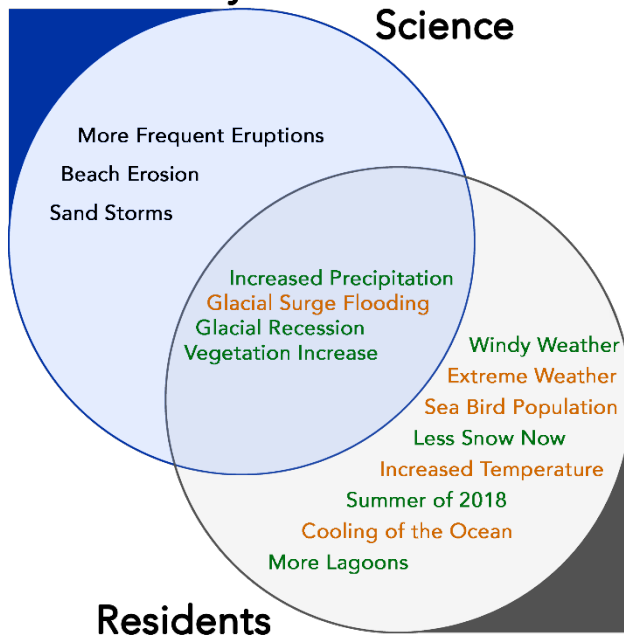 Science
More Frequent Eruptions
Beach Erosion
Sand Storms
Increased Precipitation
Glacial Surge Flooding
Glacial Recession
Vegetation Increase
Windy Weather
Extreme Weather
Sea Bird Population
Less Snow Now
Increased Temperature
Summer of 2018
Cooling of the Ocean
More Lagoons
Residents